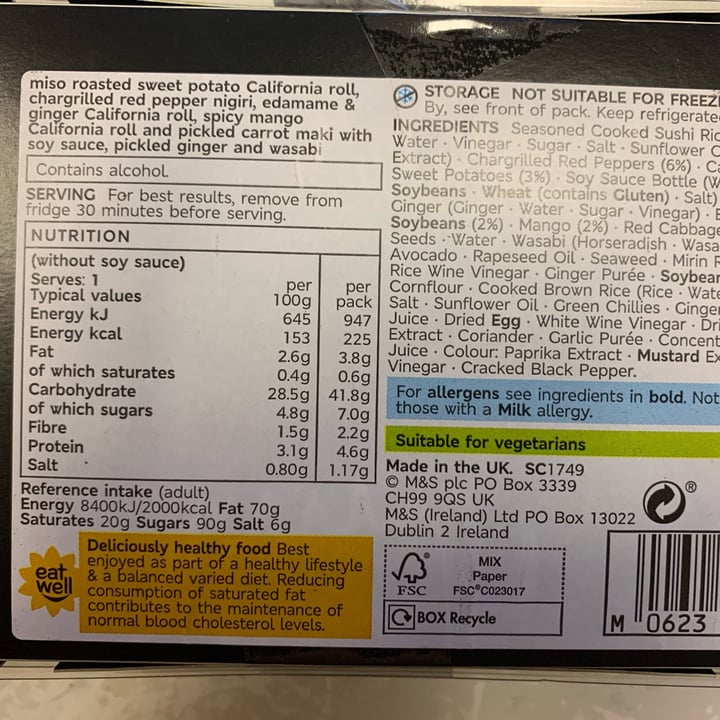 miso roasted sweet potato California roll,
chargrilled red pepper nigiri, edamame &
ginger California roll, spicy mango
California roll and pickled carrot maki with
soy sauce, pickled ginger and wasabi
Contains alcohol.
SERVING For best results, remove from
fridge 30 minutes before serving.
NUTRITION
(without soy sauce)
Serves: 1
Typical values per 100g per pack
Energy kJ 645 947
Energy kcal 153 225
Fat 2.6g 3.8g
of which saturates 0.4g 0.6g
Carbohydrate 28.5g 41.8g
of which sugars 4.8g 7.0g
Fibre 1.5g 2.2g
Protein 3.1g 4.6g
Salt 0.80g 1.17g
Reference intake (adult)
Energy 8400kJ/2000kcal Fat 70g
Saturates 20g Sugars 90g Salt 6g
eat
well
Deliciously healthy food Best
enjoyed as part of a healthy lifestyle
& a balanced varied diet. Reducing
consumption of saturated fat
contributes to the maintenance of
normal blood cholesterol levels.
STORAGE NOT SUITABLE FOR FREEZI
By, see front of pack. Keep refrigerate
INGREDIENTS Seasoned Cooked Sushi Ric
Water · Vinegar · Sugar · Salt · Sunflower
Extract) · Chargrilled Red Peppers (6%) ·
Sweet Potatoes (3%) · Soy Sauce Bottle (W
Soybeans · Wheat (contains Gluten) · Salt)
Ginger (Ginger · Water · Sugar · Vinegar) ·
Soybeans (2%) · Mango (2%) · Red Cabbage
Seeds · Water · Wasabi (Horseradish · Wasa
Avocado · Rapeseed Oil · Seaweed · Mirin
Rice Wine Vinegar · Ginger Purée · Soybean
Cornflour · Cooked Brown Rice (Rice · Wate
Salt · Sunflower Oil · Green Chillies · Ginger
Juice · Dried Egg · White Wine Vinegar · Dri
Extract · Coriander · Garlic Purée · Concent
Juice · Colour: Paprika Extract · Mustard Ex
Vinegar · Cracked Black Pepper.
For allergens see ingredients in bold. Not
those with a Milk allergy.
Suitable for vegetarians
Made in the UK. SC1749
© M&S plc PO Box 3339
CH99 9QS UK
M&S (Ireland) Ltd PO Box 13022
Dublin 2 Ireland
®
FSC
MIX
Paper
FSC® C023017
BOX Recycle
M 0623